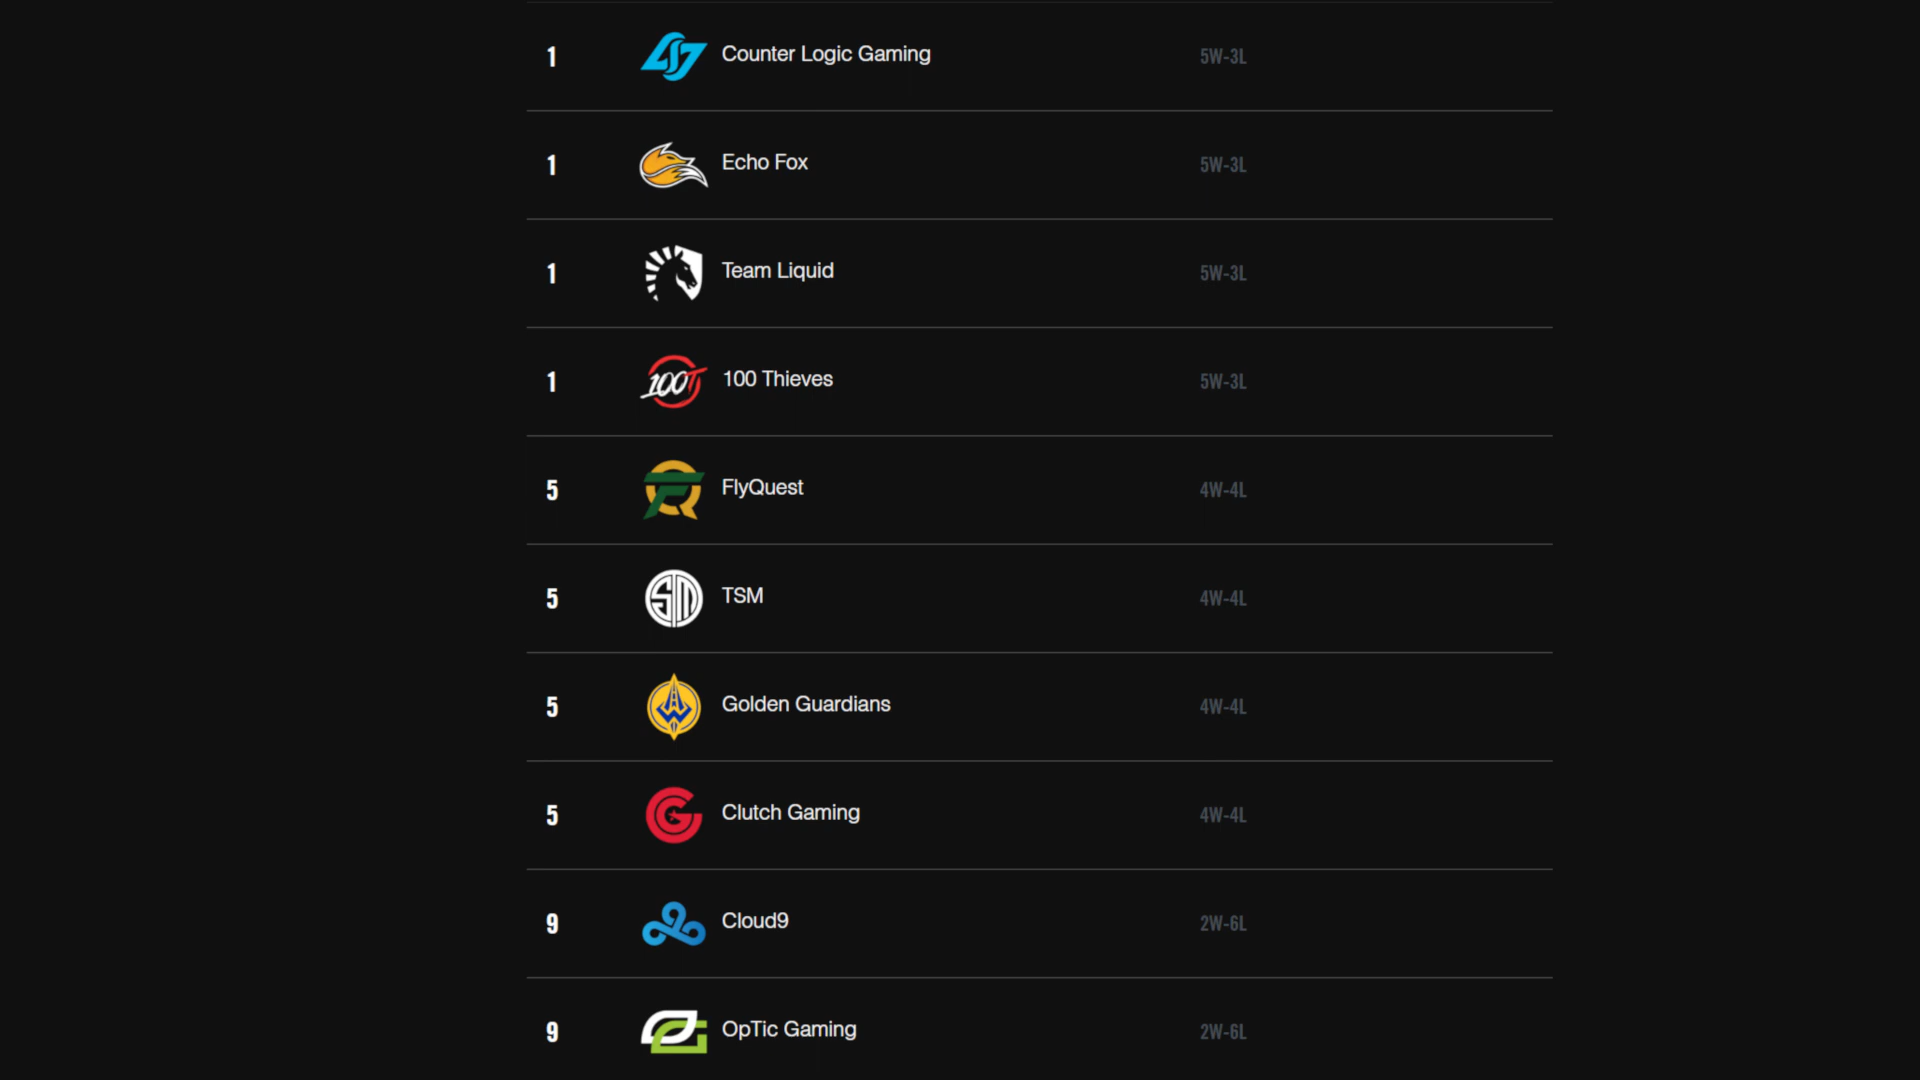 1 Counter Logic Gaming 5W-3L
1 Echo Fox 5W-3L
1 Team Liquid 5W-3L
1 100T 100 Thieves 5W-3L
5 FlyQuest 4W-4L
5 TSM 4W-4L
5 Golden Guardians 4W-4L
5 Clutch Gaming 4W-4L
9 Cloud9 2W-6L
9 OpTic Gaming 2W-6L